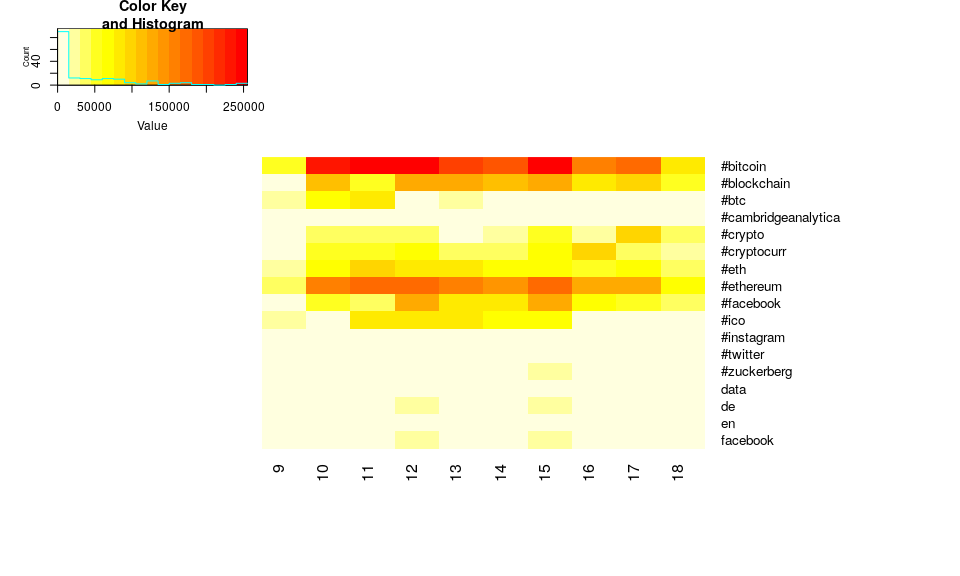 Color Key
and Histogram
Count
0 40
0 50000 150000 250000
Value
#bitcoin
#blockchain
#btc
#cambridgeanalytica
#crypto
#cryptocurr
#eth
#ethereum
#facebook
#ico
#instagram
#twitter
#zuckerberg
data
de
en
facebook
9 10 11 12 13 14 15 16 17 18